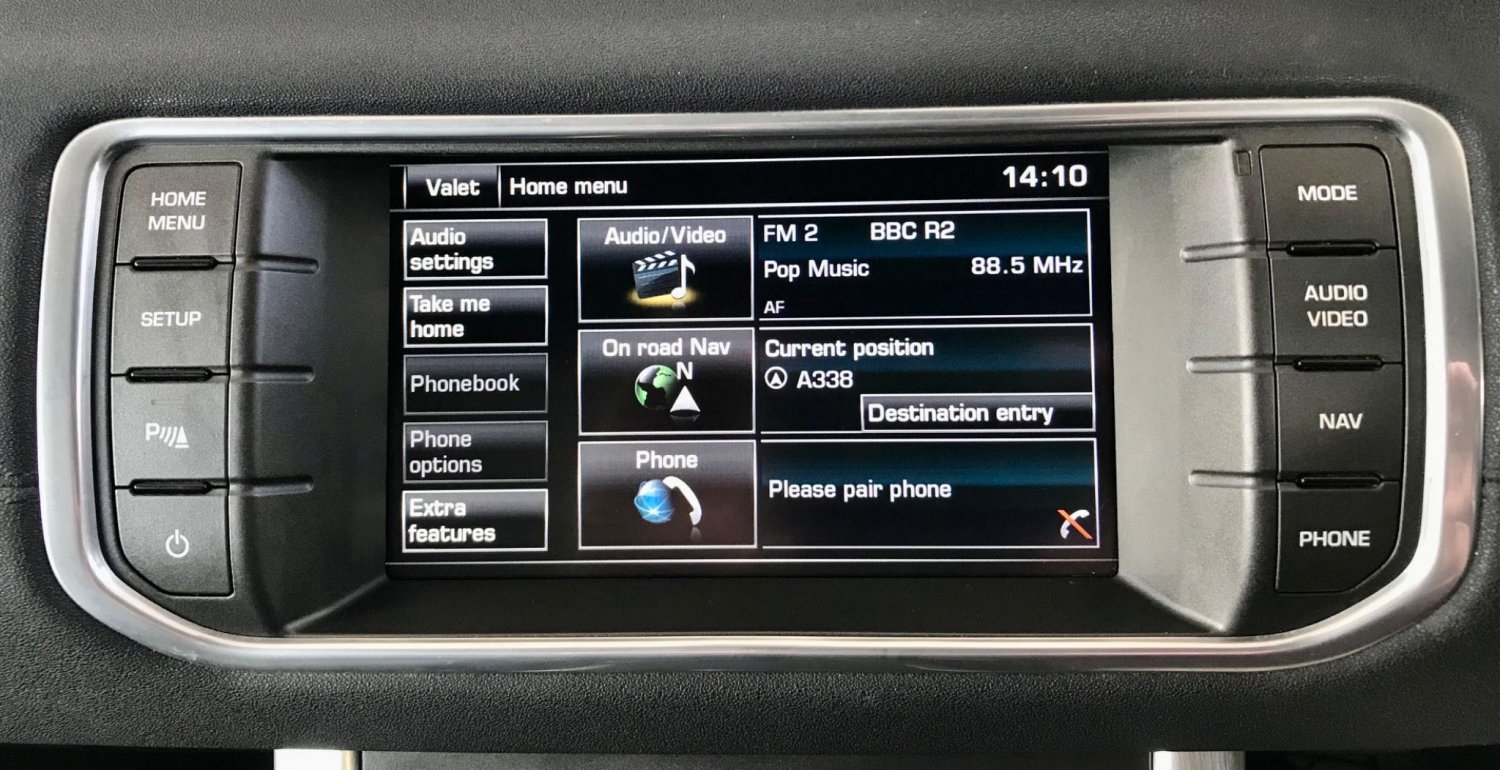 HOME
MENU
SETUP
P
Valet
Home menu
14:10
Audio
settings
Take me
home
Phonebook
Phone
options
Extra
features
Audio/Video
FM 2 BBC R2
Pop Music 88.5 MHz
AF
On road Nav
N
Current position
A338
Destination entry
Phone
Please pair phone
MODE
AUDIO
VIDEO
NAV
PHONE